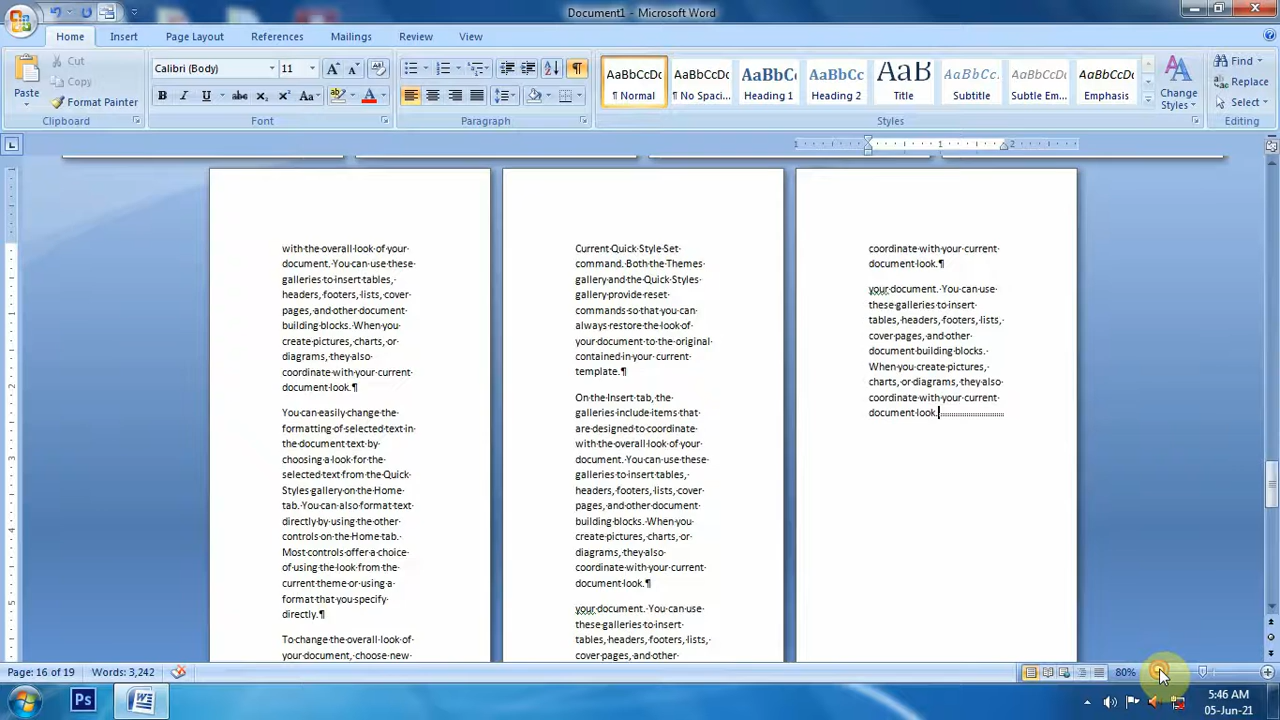 Document1 - Microsoft Word
Home Insert Page Layout References Mailings Review View
Paste
Cut
Copy
Format Painter
Clipboard
Calibri (Body) 11
Font
Paragraph
AaBbCcDc AaBbCcDc AaBbCc AaBbCc AaB AaBbCc AaBbCcDc AaBbCcDc
¶ Normal ¶ No Spaci... Heading 1 Heading 2 Title Subtitle Subtle Em... Emphasis
Change Styles
Styles
Find
Replace
Select
Editing
with the overall look of your
document. You can use these
galleries to insert tables,
headers, footers, lists, cover
pages, and other document
building blocks. When you
create pictures, charts, or
diagrams, they also
coordinate with your current
document look.¶
You can easily change the
formatting of selected text in
the document text by
choosing a look for the
selected text from the Quick
Styles gallery on the Home
tab. You can also format text
directly by using the other
controls on the Home tab.
Most controls offer a choice
of using the look from the
current theme or using a
format that you specify
directly.¶
To change the overall look of
your document, choose new
Current Quick Style Set
command. Both the Themes
gallery and the Quick Styles
gallery provide reset
commands so that you can
always restore the look of
your document to the original
contained in your current
template.¶
On the Insert tab, the
galleries include items that
are designed to coordinate
with the overall look of your
document. You can use these
galleries to insert tables,
headers, footers, lists, cover
pages, and other document
building blocks. When you
create pictures, charts, or
diagrams, they also
coordinate with your current
document look.¶
your document. You can use
these galleries to insert
tables, headers, footers, lists,
cover pages, and other
coordinate with your current
document look.¶
your document. You can use
these galleries to insert
tables, headers, footers, lists,
cover pages, and other
document building blocks.
When you create pictures,
charts, or diagrams, they also
coordinate with your current
document look.
Page: 16 of 19 Words: 3,242 80%
Ps
5:46 AM
05-Jun-21